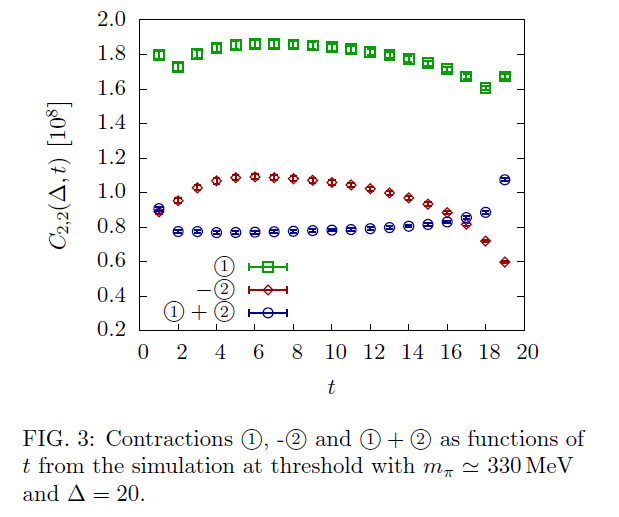 2.0
1.8
1.6
1.4
1.2
1.0
0.8
0.6
0.4
0.2
C₂,₂(Δ, t) [10⁸]
①
−②
① + ②
0 2 4 6 8 10 12 14 16 18 20
t
FIG. 3: Contractions ①, -② and ① + ② as functions of
t from the simulation at threshold with mπ ≃ 330 MeV
and Δ = 20.